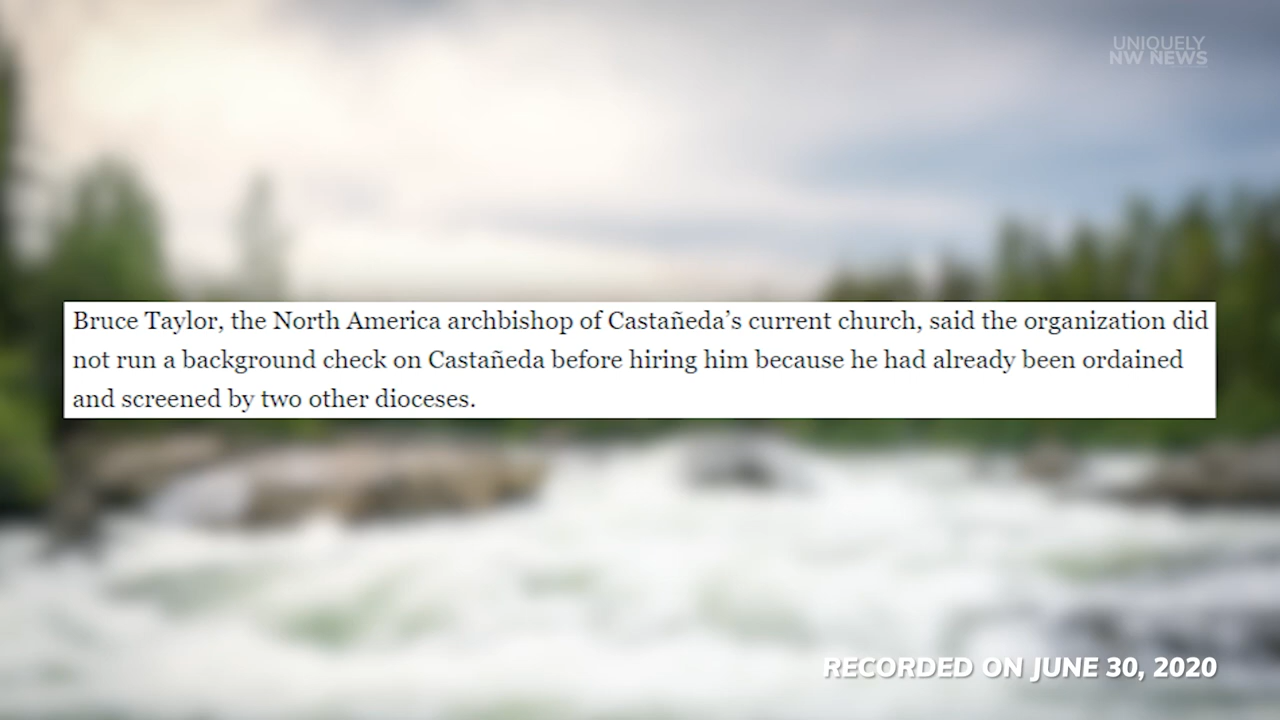 UNIQUELY
NW NEWS
Bruce Taylor, the North America archbishop of Castañeda’s current church, said the organization did
not run a background check on Castañeda before hiring him because he had already been ordained
and screened by two other dioceses.
RECORDED ON JUNE 30, 2020